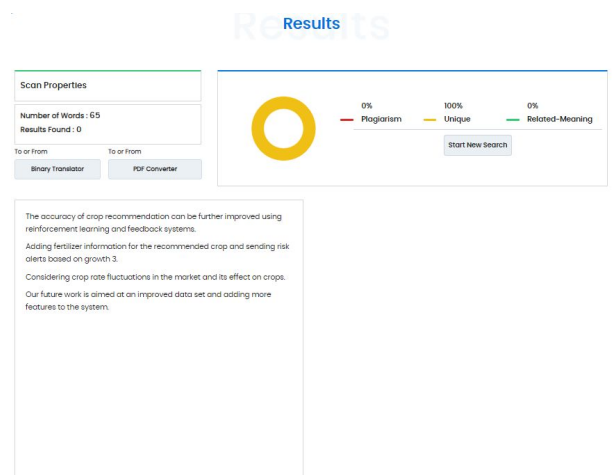 Results
Scan Properties
Number of Words : 65
Results Found : 0
To or From
To or From
Binary Translator
PDF Converter
0%
Plagiarism
100%
Unique
0%
Related-Meaning
Start New Search
The accuracy of crop recommendation can be further improved using
reinforcement learning and feedback systems.
Adding fertilizer information for the recommended crop and sending risk
alerts based on growth 3.
Considering crop rate fluctuations in the market and its effect on crops.
Our future work is aimed at an improved data set and adding more
features to the system.